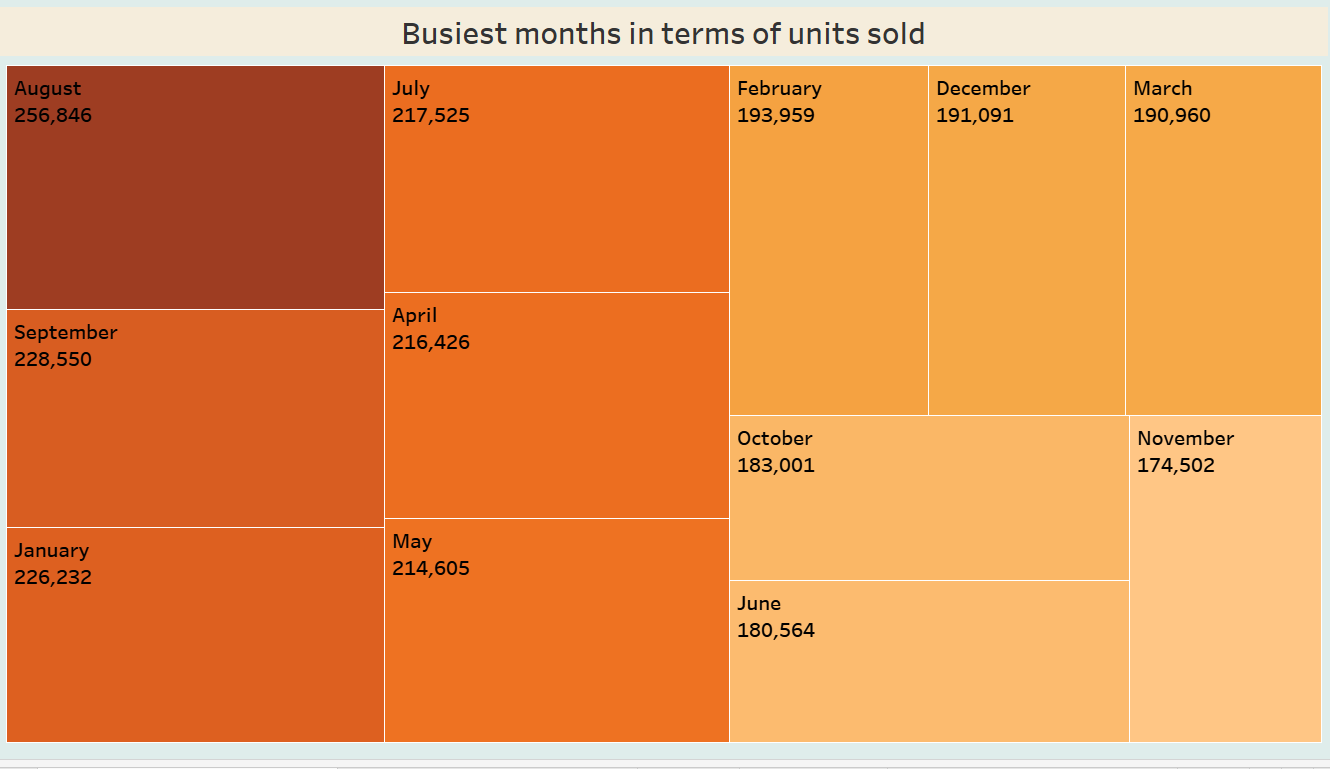 Busiest months in terms of units sold
August
256,846
September
228,550
January
226,232
July
217,525
April
216,426
May
214,605
February
193,959
December
191,091
March
190,960
October
183,001
June
180,564
November
174,502